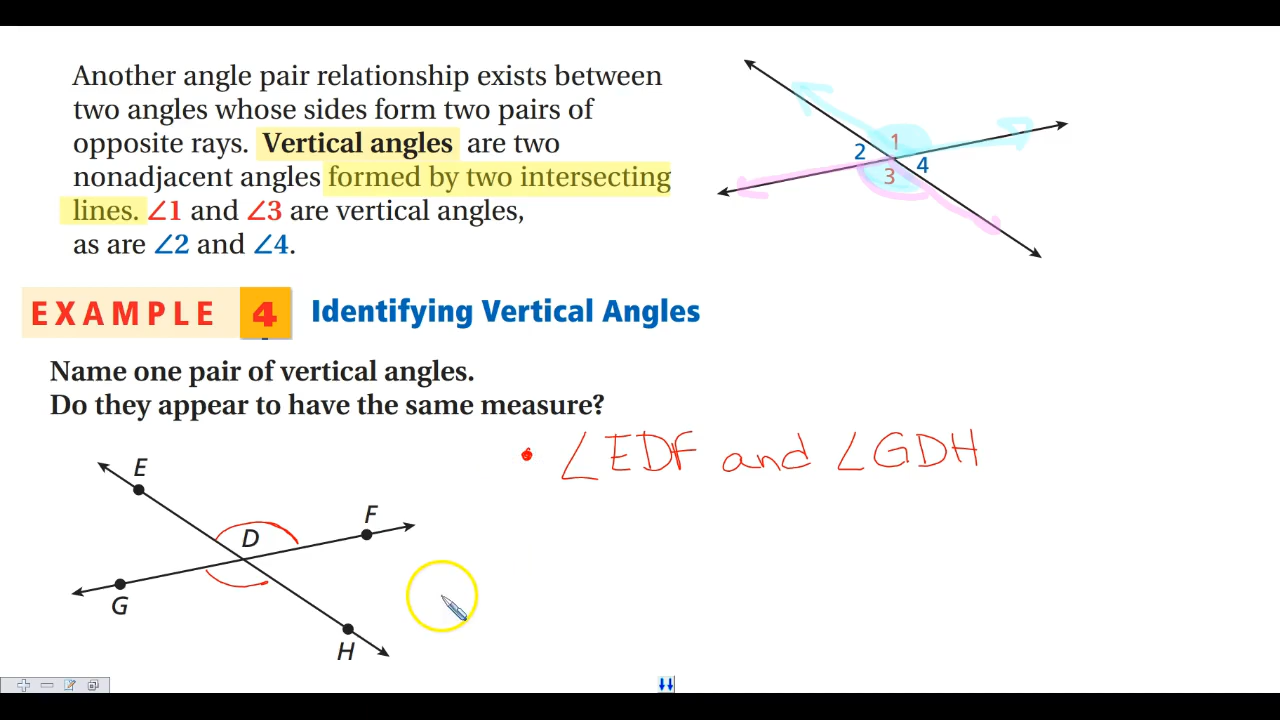 Another angle pair relationship exists between
two angles whose sides form two pairs of
opposite rays. Vertical angles are two
nonadjacent angles formed by two intersecting
lines. ∠1 and ∠3 are vertical angles,
as are ∠2 and ∠4.
1
2
4
3
EXAMPLE 4 Identifying Vertical Angles
Name one pair of vertical angles.
Do they appear to have the same measure?
• ∠EDF and ∠GDH
E
F
D
G
H